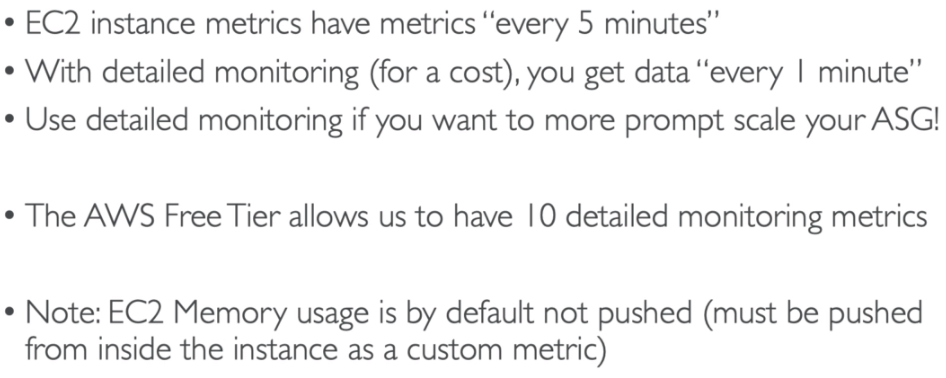 • EC2 instance metrics have metrics “every 5 minutes”
• With detailed monitoring (for a cost), you get data “every 1 minute”
• Use detailed monitoring if you want to more prompt scale your ASG!
• The AWS Free Tier allows us to have 10 detailed monitoring metrics
• Note: EC2 Memory usage is by default not pushed (must be pushed
from inside the instance as a custom metric)